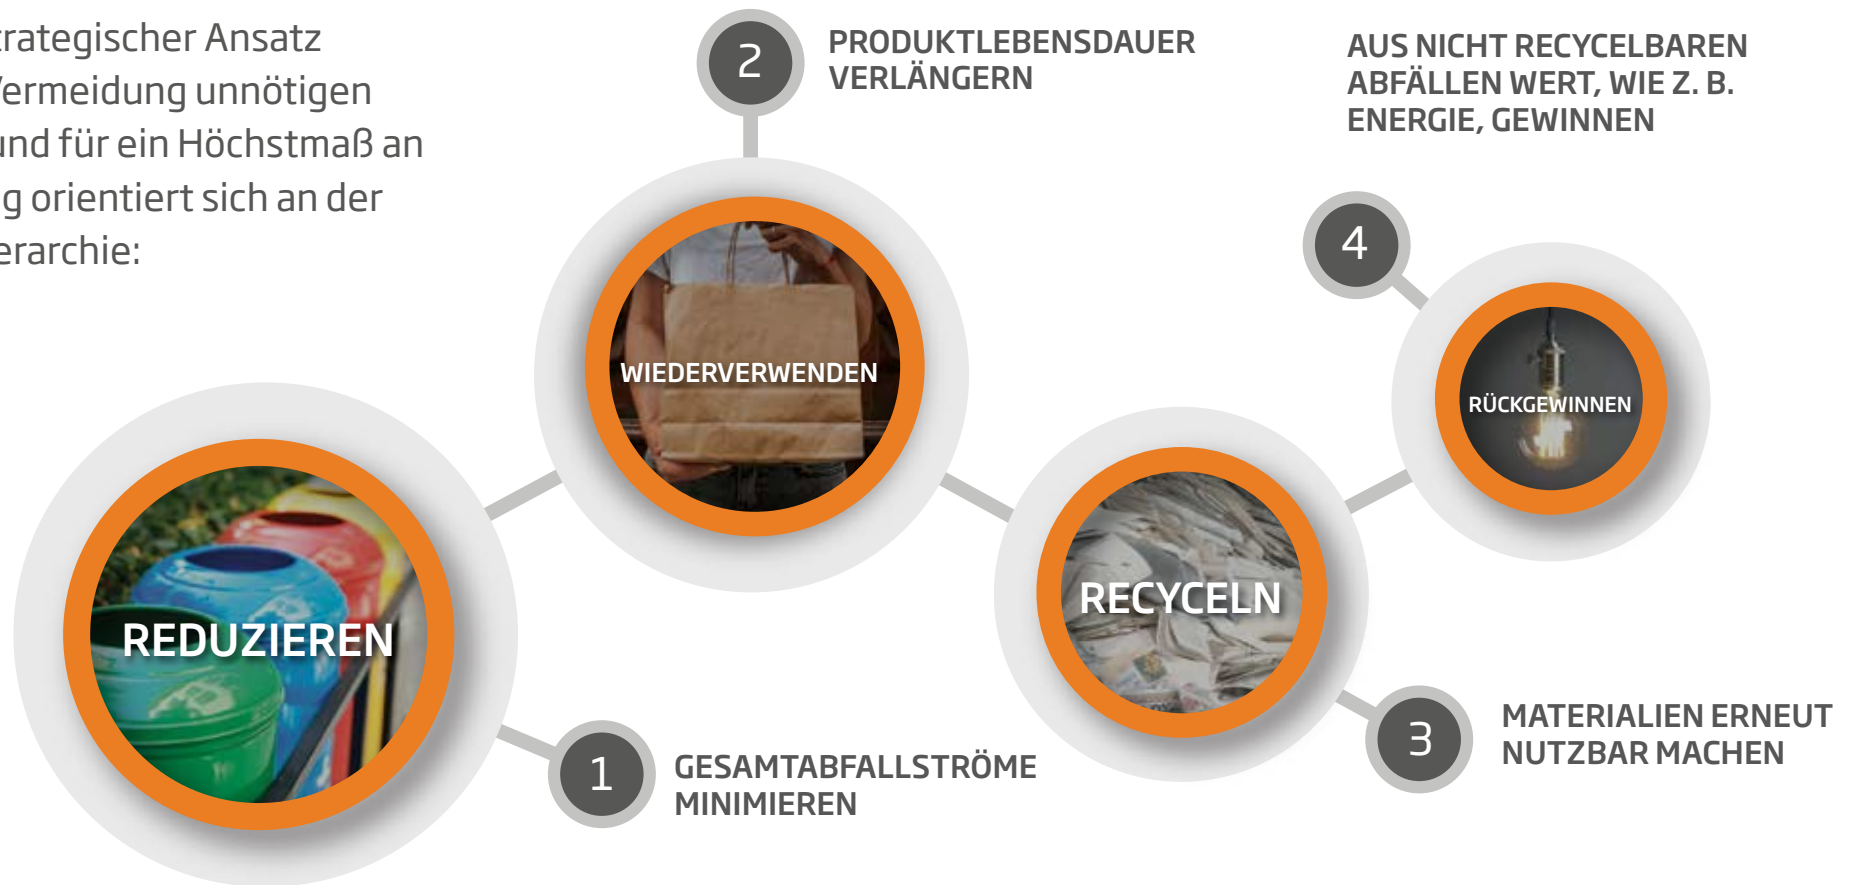 trategischer Ansatz
Vermeidung unnötigen
und für ein Höchstmaß an
g orientiert sich an der
erarchie:
REDUZIEREN
1
GESAMTABFALLSTRÖME
MINIMIEREN
2
PRODUKTLEBENSDAUER
VERLÄNGERN
WIEDERVERWENDEN
RECYCELN
3
MATERIALIEN ERNEUT
NUTZBAR MACHEN
AUS NICHT RECYCELBAREN
ABFÄLLEN WERT, WIE Z. B.
ENERGIE, GEWINNEN
4
RÜCKGEWINNEN